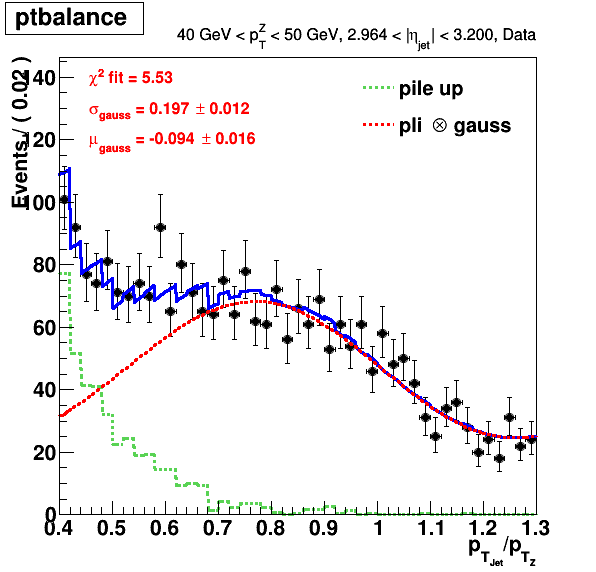 ptbalance
40 GeV < p_T^Z < 50 GeV, 2.964 < |η_jet| < 3.200, Data
χ² fit = 5.53
σ_gauss = 0.197 ± 0.012
μ_gauss = -0.094 ± 0.016
pile up
pli ⊗ gauss
Events / ( 0.02 )
140
120
100
80
60
40
20
0
0.4 0.5 0.6 0.7 0.8 0.9 1 1.1 1.2 1.3
p_T_Jet/p_T_Z